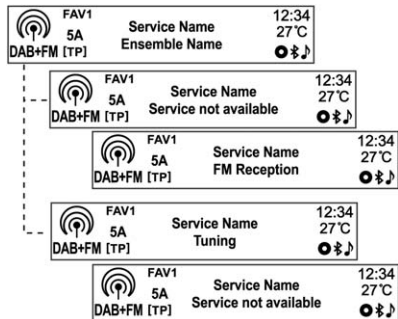 FAV1 12:34
Service Name
5A 27℃
Ensemble Name
DAB+FM [TP]
FAV1 12:34
Service Name
5A 27℃
Service not available
DAB+FM [TP]
FAV1 12:34
Service Name
5A 27℃
FM Reception
DAB+FM [TP]
FAV1 12:34
Service Name
5A 27℃
Tuning
DAB+FM [TP]
FAV1 12:34
Service Name
5A 27℃
Service not available
DAB+FM [TP]